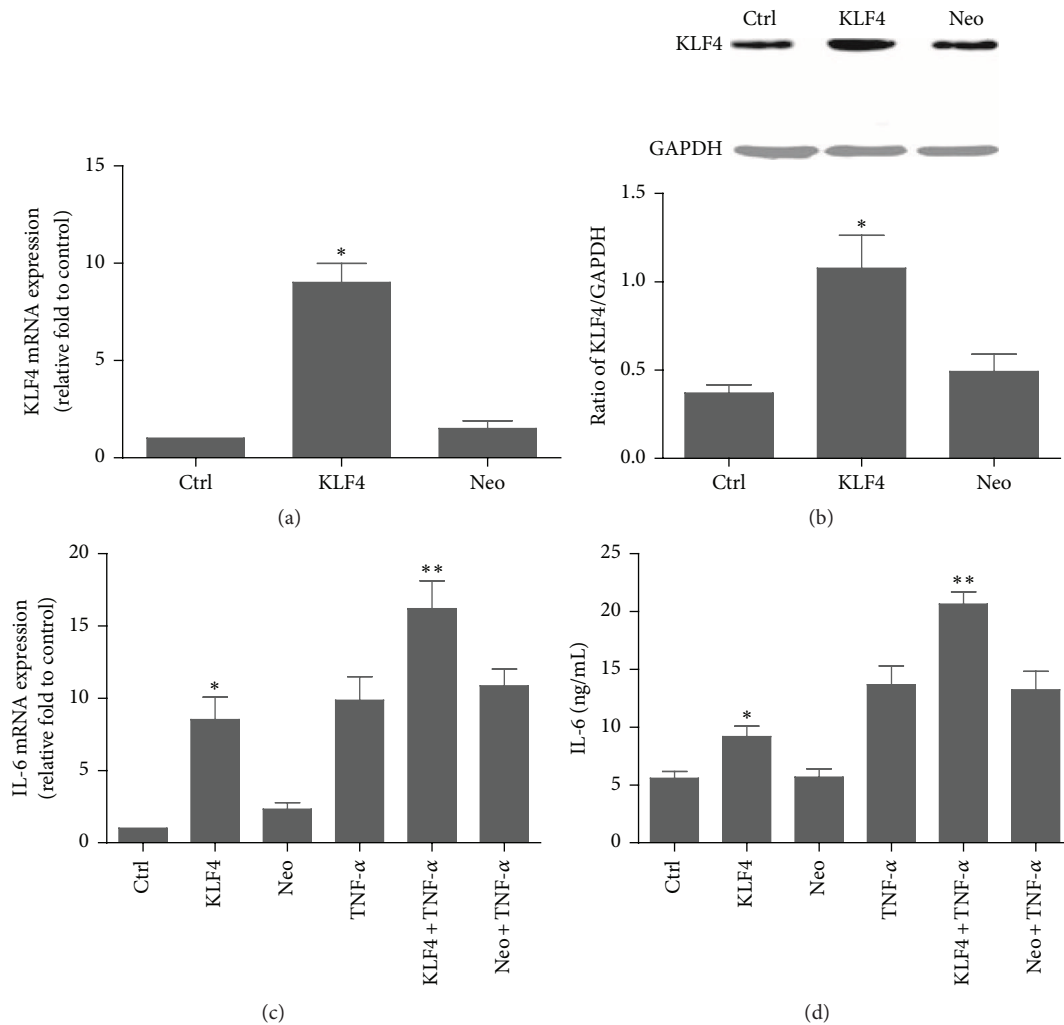 KLF4 mRNA expression
(relative fold to control)
15
10
5
0
*
Ctrl
KLF4
Neo
(a)
Ctrl
KLF4
Neo
KLF4
GAPDH
Ratio of KLF4/GAPDH
1.5
1.0
0.5
0.0
*
Ctrl
KLF4
Neo
(b)
IL-6 mRNA expression
(relative fold to control)
20
15
10
5
0
*
**
Ctrl
KLF4
Neo
TNF-α
KLF4 + TNF-α
Neo + TNF-α
(c)
IL-6 (ng/mL)
25
20
15
10
5
0
*
**
Ctrl
KLF4
Neo
TNF-α
KLF4 + TNF-α
Neo + TNF-α
(d)